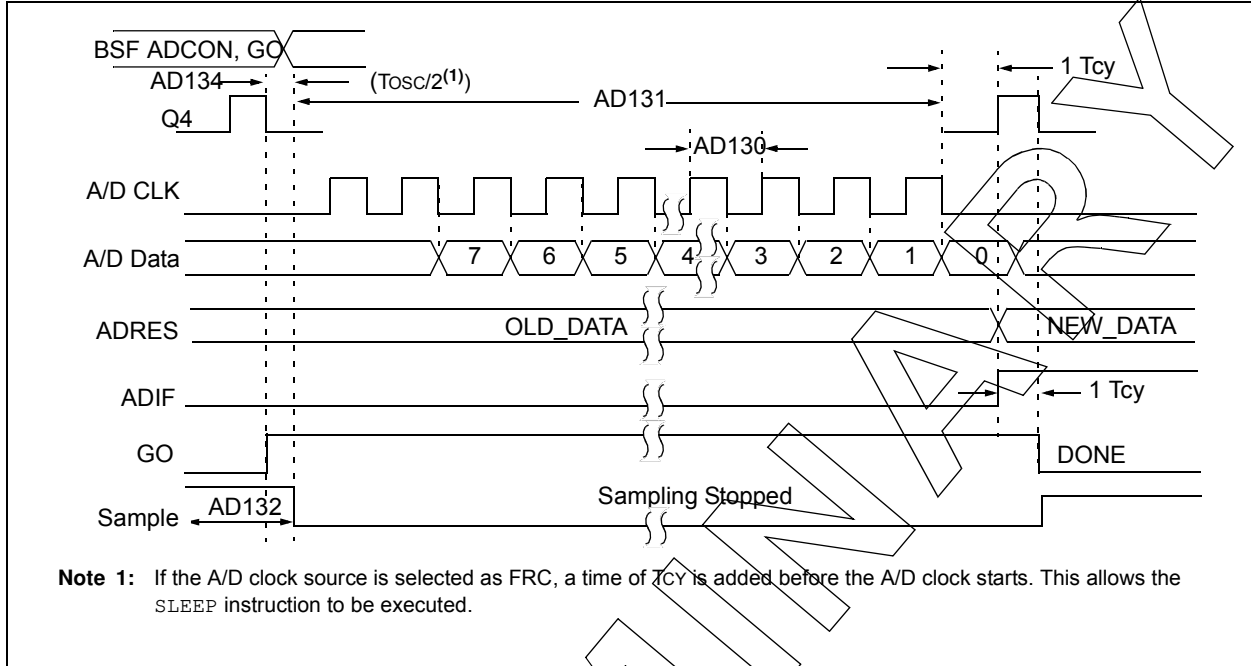 BSF ADCON, GO
AD134 (TOSC/2(1)) AD131 1 Tcy
Q4
AD130
A/D CLK
A/D Data 7 6 5 4 3 2 1 0
ADRES OLD_DATA NEW_DATA
ADIF 1 Tcy
GO DONE
Sample AD132 Sampling Stopped
Note 1: If the A/D clock source is selected as FRC, a time of TCY is added before the A/D clock starts. This allows the
SLEEP instruction to be executed.
INARY